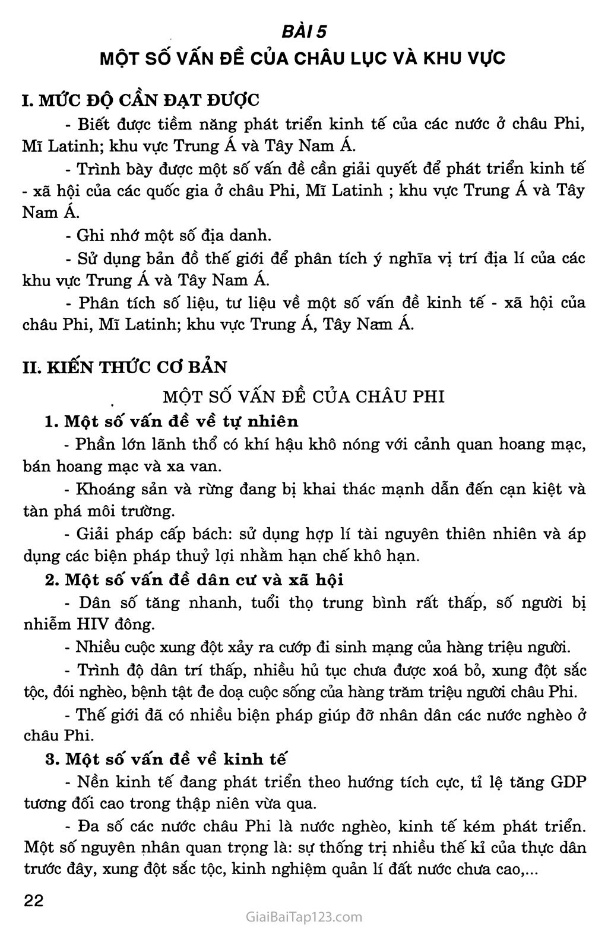 BÀI 5
MỘT SỐ VẤN ĐỀ CỦA CHÂU LỤC VÀ KHU VỰC
I. MỨC ĐỘ CẦN ĐẠT ĐƯỢC
- Biết được tiềm năng phát triển kinh tế của các nước ở châu Phi,
Mĩ Latinh; khu vực Trung Á và Tây Nam Á.
- Trình bày được một số vấn đề cần giải quyết để phát triển kinh tế
- xã hội của các quốc gia ở châu Phi, Mĩ Latinh ; khu vực Trung Á và Tây
Nam Á.
- Ghi nhớ một số địa danh.
- Sử dụng bản đồ thế giới để phân tích ý nghĩa vị trí địa lí của các
khu vực Trung Á và Tây Nam Á.
- Phân tích số liệu, tư liệu về một số vấn đề kinh tế - xã hội của
châu Phi, Mĩ Latinh; khu vực Trung Á, Tây Nam Á.
II. KIẾN THỨC CƠ BẢN
MỘT SỐ VẤN ĐỀ CỦA CHÂU PHI
1. Một số vấn đề về tự nhiên
- Phần lớn lãnh thổ có khí hậu khô nóng với cảnh quan hoang mạc,
bán hoang mạc và xa van.
- Khoáng sản và rừng đang bị khai thác mạnh dẫn đến cạn kiệt và
tàn phá môi trường.
- Giải pháp cấp bách: sử dụng hợp lí tài nguyên thiên nhiên và áp
dụng các biện pháp thuỷ lợi nhằm hạn chế khô hạn.
2. Một số vấn đề dân cư và xã hội
- Dân số tăng nhanh, tuổi thọ trung bình rất thấp, số người bị
nhiễm HIV đông.
- Nhiều cuộc xung đột xảy ra cướp đi sinh mạng của hàng triệu người.
- Trình độ dân trí thấp, nhiều hủ tục chưa được xoá bỏ, xung đột sắc
tộc, đói nghèo, bệnh tật đe doạ cuộc sống của hàng trăm triệu người châu Phi.
- Thế giới đã có nhiều biện pháp giúp đỡ nhân dân các nước nghèo ở
châu Phi.
3. Một số vấn đề về kinh tế
- Nền kinh tế đang phát triển theo hướng tích cực, tỉ lệ tăng GDP
tương đối cao trong thập niên vừa qua.
- Đa số các nước châu Phi là nước nghèo, kinh tế kém phát triển.
Một số nguyên nhân quan trọng là: sự thống trị nhiều thế kỉ của thực dân
trước đây, xung đột sắc tộc, kinh nghiệm quản lí đất nước chưa cao,...
22
GiaiBaiTap123.com